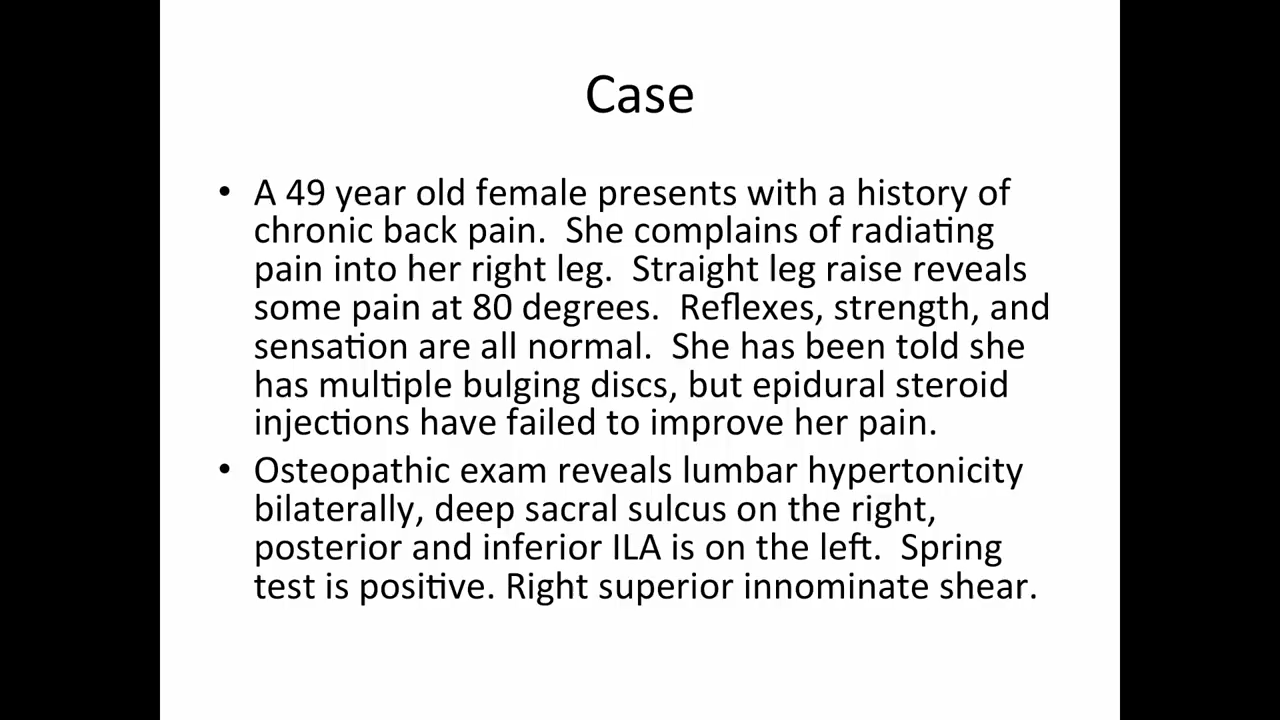 Case
• A 49 year old female presents with a history of
chronic back pain.  She complains of radiating
pain into her right leg.  Straight leg raise reveals
some pain at 80 degrees.  Reflexes, strength, and
sensation are all normal.  She has been told she
has multiple bulging discs, but epidural steroid
injections have failed to improve her pain.
• Osteopathic exam reveals lumbar hypertonicity
bilaterally, deep sacral sulcus on the right,
posterior and inferior ILA is on the left.  Spring
test is positive. Right superior innominate shear.